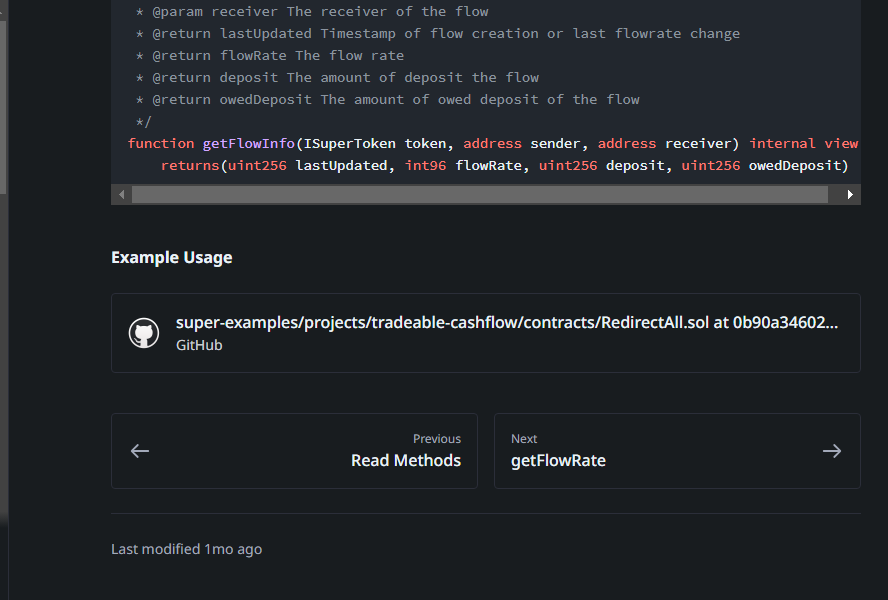 * @param receiver The receiver of the flow
* @return lastUpdated Timestamp of flow creation or last flowrate change
* @return flowRate The flow rate
* @return deposit The amount of deposit the flow
* @return owedDeposit The amount of owed deposit of the flow
*/
function getFlowInfo(ISuperToken token, address sender, address receiver) internal view
returns(uint256 lastUpdated, int96 flowRate, uint256 deposit, uint256 owedDeposit)
Example Usage
super-examples/projects/tradeable-cashflow/contracts/RedirectAll.sol at 0b90a34602...
GitHub
Previous
Read Methods
Next
getFlowRate
Last modified 1mo ago